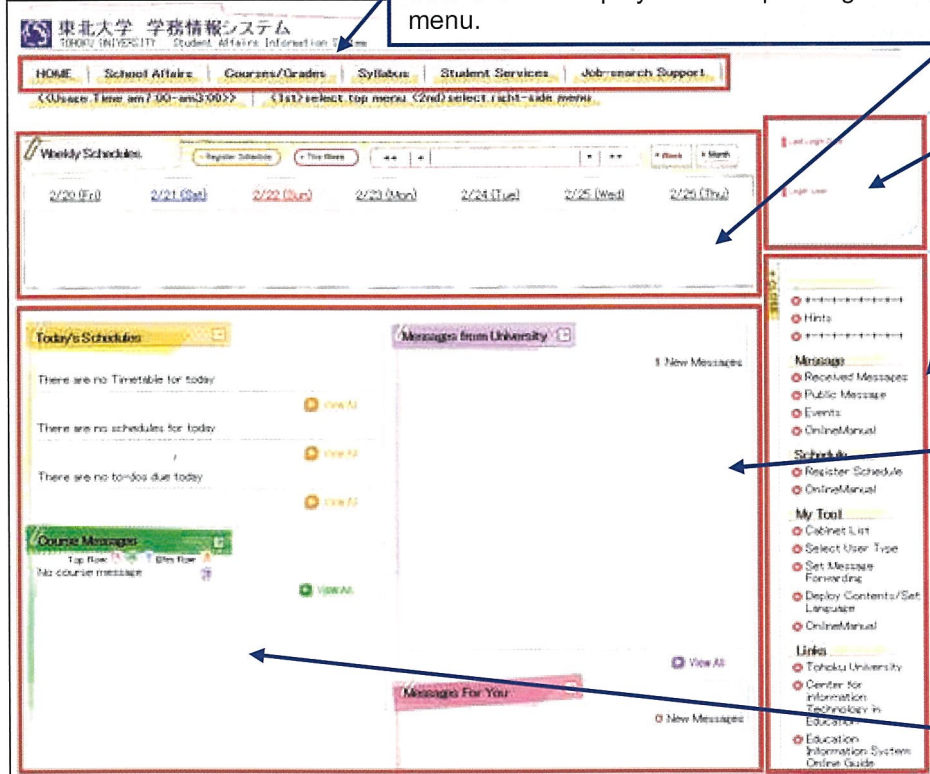 menu.
東北大学 学務情報システム
TOHOKU UNIVERSITY Student Affairs Information
HOME | School Affairs | Courses/Grades | Syllabus | Student Services | Job-search Support |
<<Usage Time am7:00-am3:00>> | <1st>select top menu <2nd>select right-side menu
Weekly Schedules
Register Schedule
This Week
Week
Month
2/20 (Fri) 2/21 (Sat) 2/22 (Sun) 2/23 (Mon) 2/24 (Tue) 2/25 (Wed) 2/26 (Thu)
Last Login Date
Login User
Today's Schedules
There are no Timetable for today
View All
There are no schedules for today
View All
There are no to-dos due today
View All
Course Messages
Top Row
Btm Row
No course message
View All
Messages from University
1 New Messages
View All
Messages For You
0 New Messages
CLOSE
+-+-+-+-+-+-+-+
Hints
+-+-+-+-+-+-+-+
Message
Received Messages
Public Message
Events
OnlineManual
Schedule
Register Schedule
OnlineManual
My Tool
Cabinet List
Select User Type
Set Message
Forwarding
Deploy Contents/Set
Language
OnlineManual
Links
Tohoku University
Center for
Information
Technology in
Education
Education
Information System
Online Guide